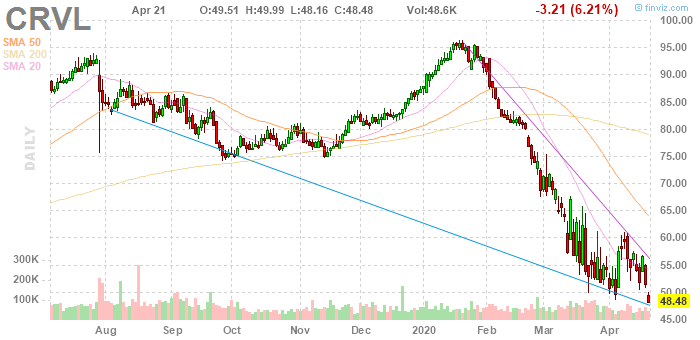 CRVL Apr 21 O:49.51 H:49.99 L:48.16 C:48.48 Vol:48.6K -3.21 (6.21%) © finviz.com
SMA 50
SMA 200
SMA 20
DAILY
100.00
95.00
90.00
85.00
80.00
75.00
70.00
65.00
60.00
300K 55.00
200K 50.00
100K 48.48
45.00
Aug Sep Oct Nov Dec 2020 Feb Mar Apr